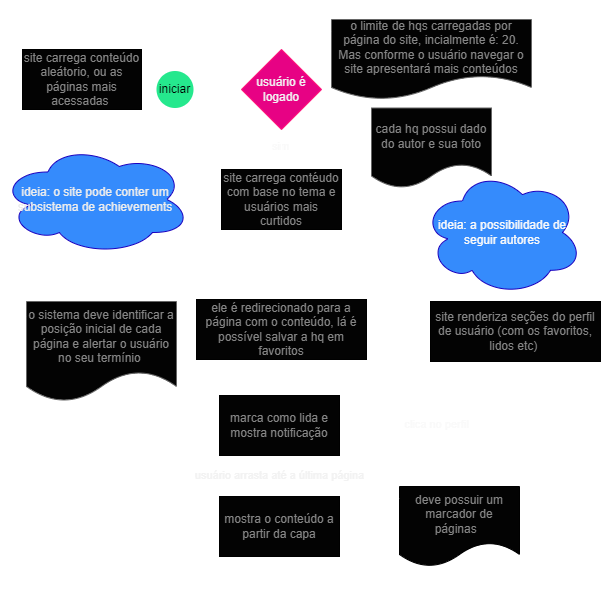 o limite de hqs carregadas por
página do site, incialmente é: 20.
Mas conforme o usuário navegar o
site apresentará mais conteúdos
site carrega conteúdo
aleátorio, ou as
páginas mais
acessadas
iniciar
usuário é
logado
cada hq possui dado
do autor e sua foto
sim
site carrega contéudo
com base no tema e
usuários mais
curtidos
ideia: o site pode conter um
subsistema de achievements
ideia: a possibilidade de
seguir autores
o sistema deve identificar a
posição inicial de cada
página e alertar o usuário
no seu termínio
ele é redirecionado para a
página com o conteúdo, lá é
possível salvar a hq em
favoritos
site renderiza seções do perfil
de usuário (com os favoritos,
lidos etc)
marca como lida e
mostra notificação
clica no perfil
usuário arrasta até a última página
mostra o conteúdo a
partir da capa
deve possuir um
marcador de
páginas